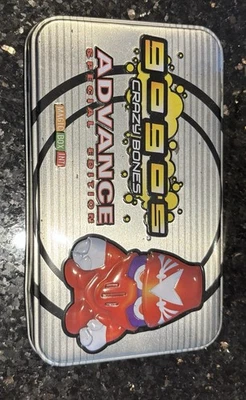 gogo's
CRAZY BONES
ADVANCE
SPECIAL EDITION
MAGIC BOX INT.